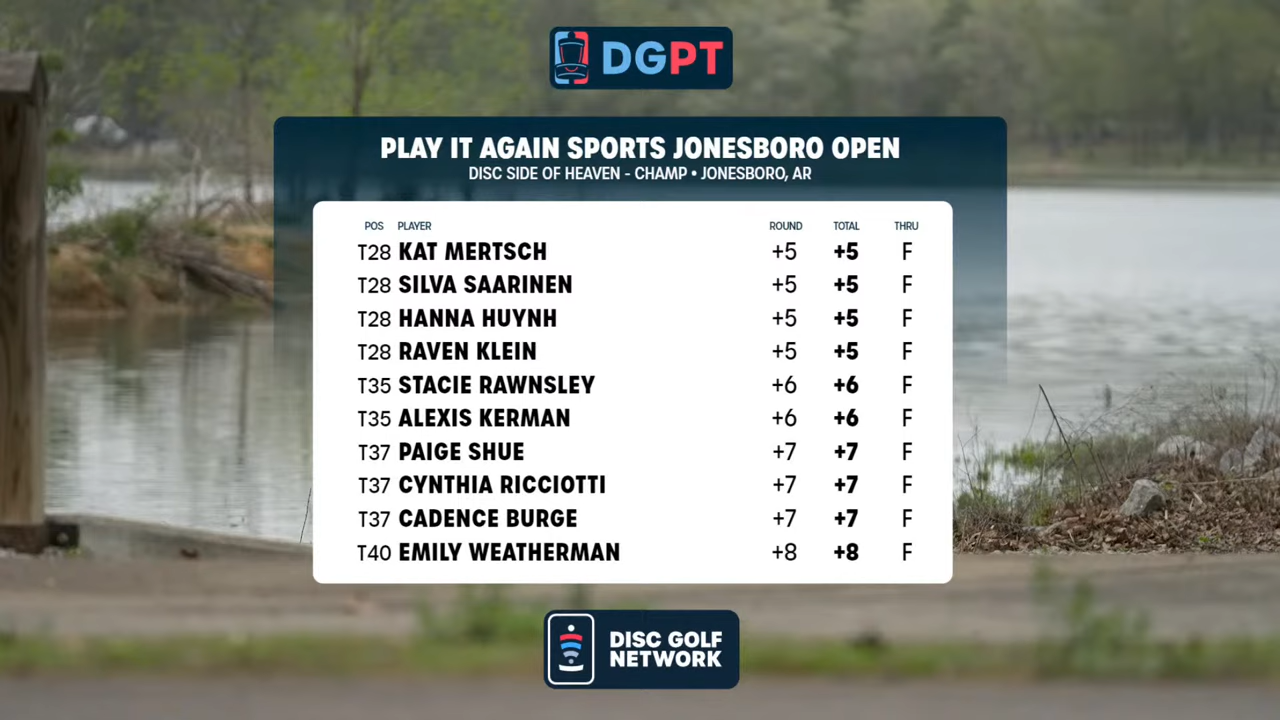 DGPT
PLAY IT AGAIN SPORTS JONESBORO OPEN
DISC SIDE OF HEAVEN - CHAMP • JONESBORO, AR
POS PLAYER ROUND TOTAL THRU
T28 KAT MERTSCH +5 +5 F
T28 SILVA SAARINEN +5 +5 F
T28 HANNA HUYNH +5 +5 F
T28 RAVEN KLEIN +5 +5 F
T35 STACIE RAWNSLEY +6 +6 F
T35 ALEXIS KERMAN +6 +6 F
T37 PAIGE SHUE +7 +7 F
T37 CYNTHIA RICCIOTTI +7 +7 F
T37 CADENCE BURGE +7 +7 F
T40 EMILY WEATHERMAN +8 +8 F
DISC GOLF
NETWORK